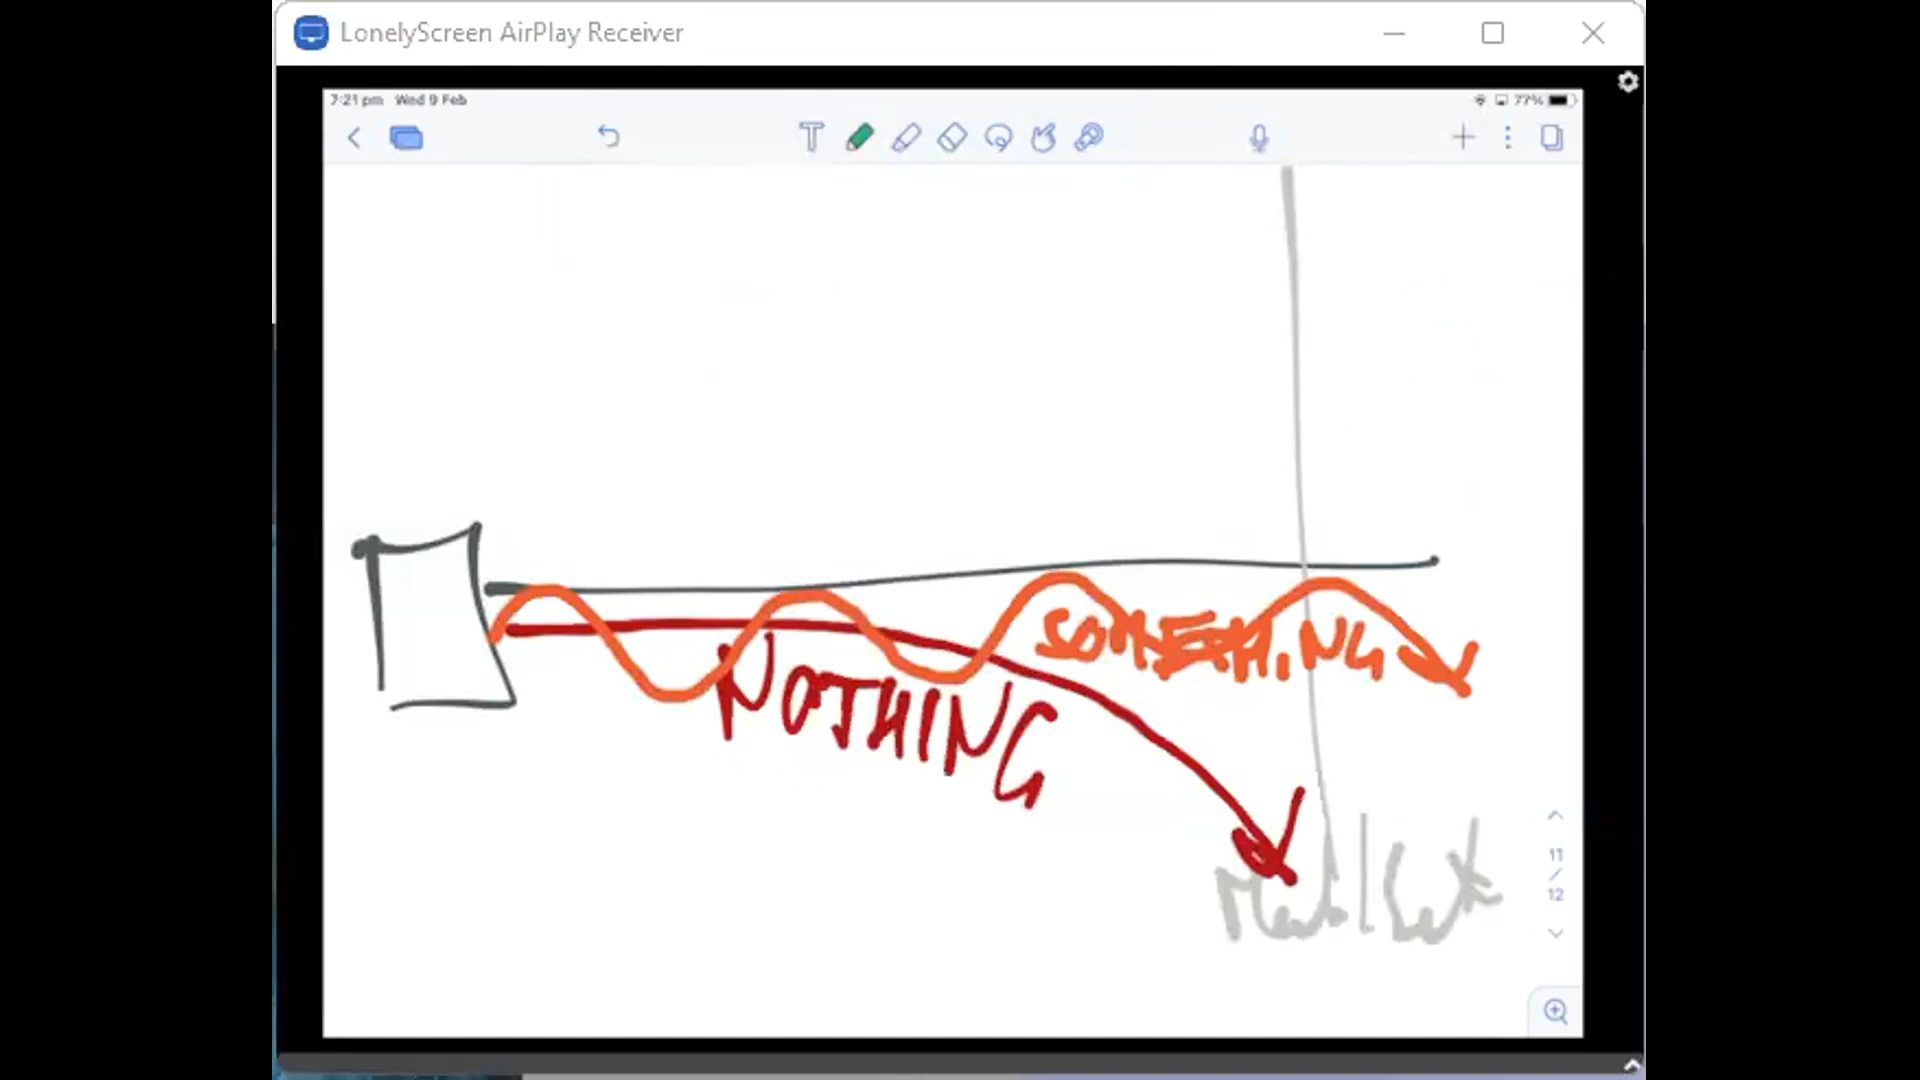 LonelyScreen AirPlay Receiver
7:21 pm Wed 9 Feb
77%
T
SOMETHING
NOTHING
11
/
12